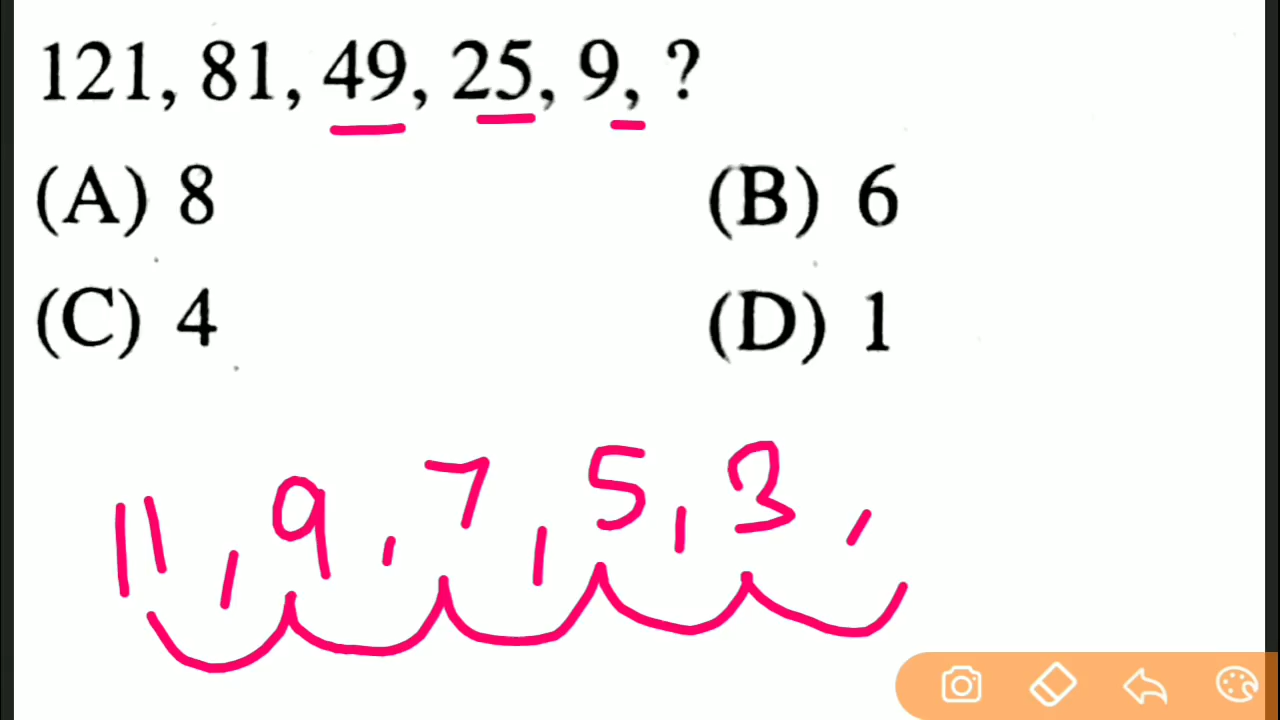 121, 81, 49, 25, 9, ?
(A) 8 (B) 6
(C) 4 (D) 1
11, 9, 7, 5, 3,